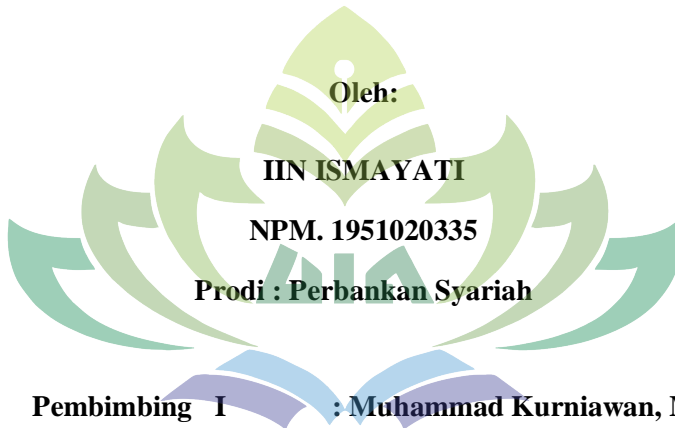 Oleh:
IIN ISMAYATI
NPM. 1951020335
Prodi : Perbankan Syariah
Pembimbing I : Muhammad Kurniawan,